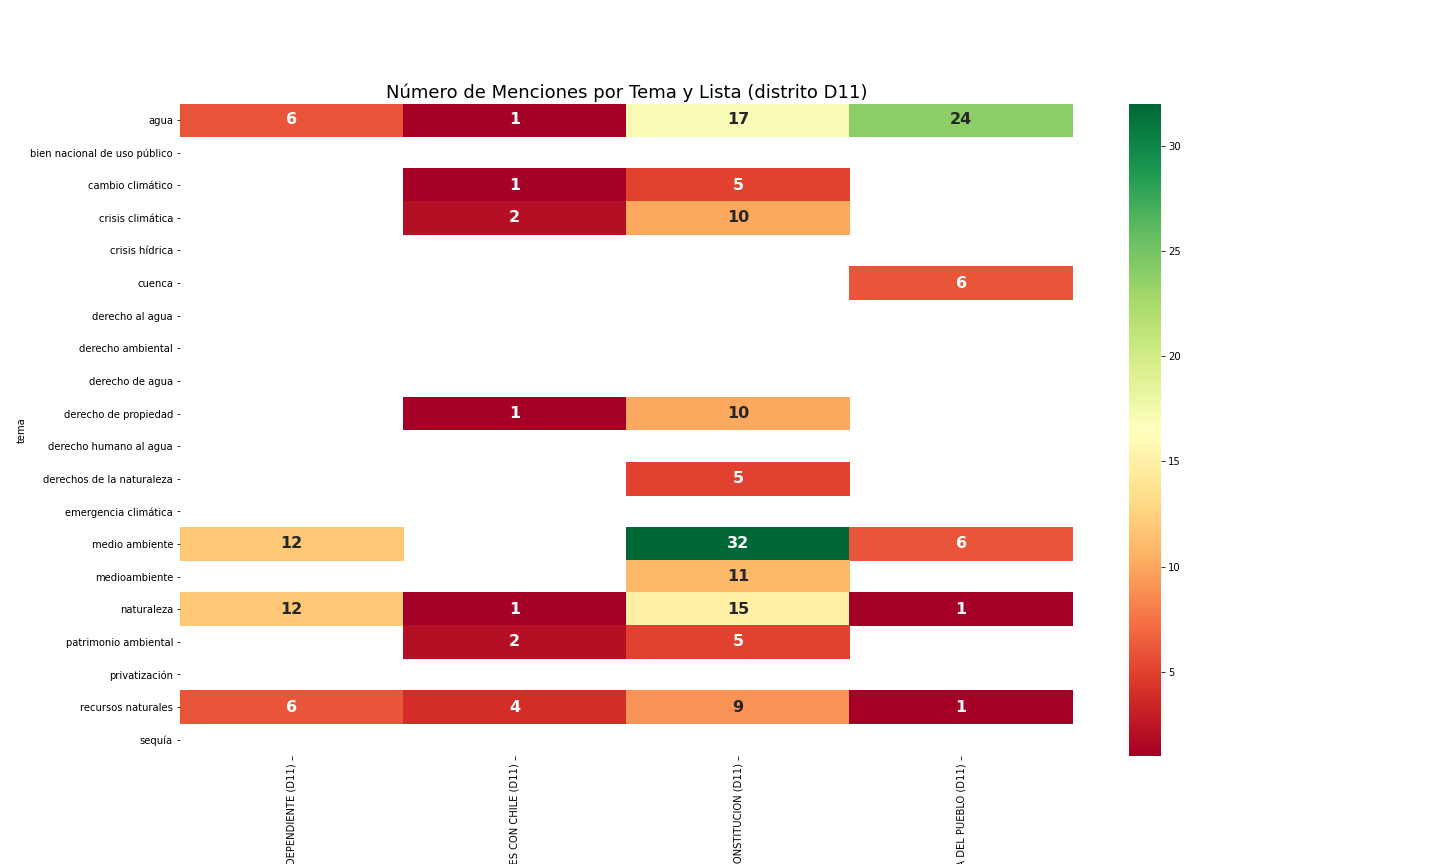 Número de Menciones por Tema y Lista (distrito D11)
agua 6 1 17 24
bien nacional de uso público
cambio climático 1 5
crisis climática 2 10
crisis hídrica
cuenca 6
derecho al agua
derecho ambiental
derecho de agua
derecho de propiedad 1 10
derecho humano al agua
derechos de la naturaleza 5
emergencia climática
medio ambiente 12 32 6
medioambiente 11
naturaleza 12 1 15 1
patrimonio ambiental 2 5
privatización
recursos naturales 6 4 9 1
sequía
tema
DEPENDIENTE (D11)
ES CON CHILE (D11)
ONSTITUCION (D11)
A DEL PUEBLO (D11)
30
25
20
15
10
5